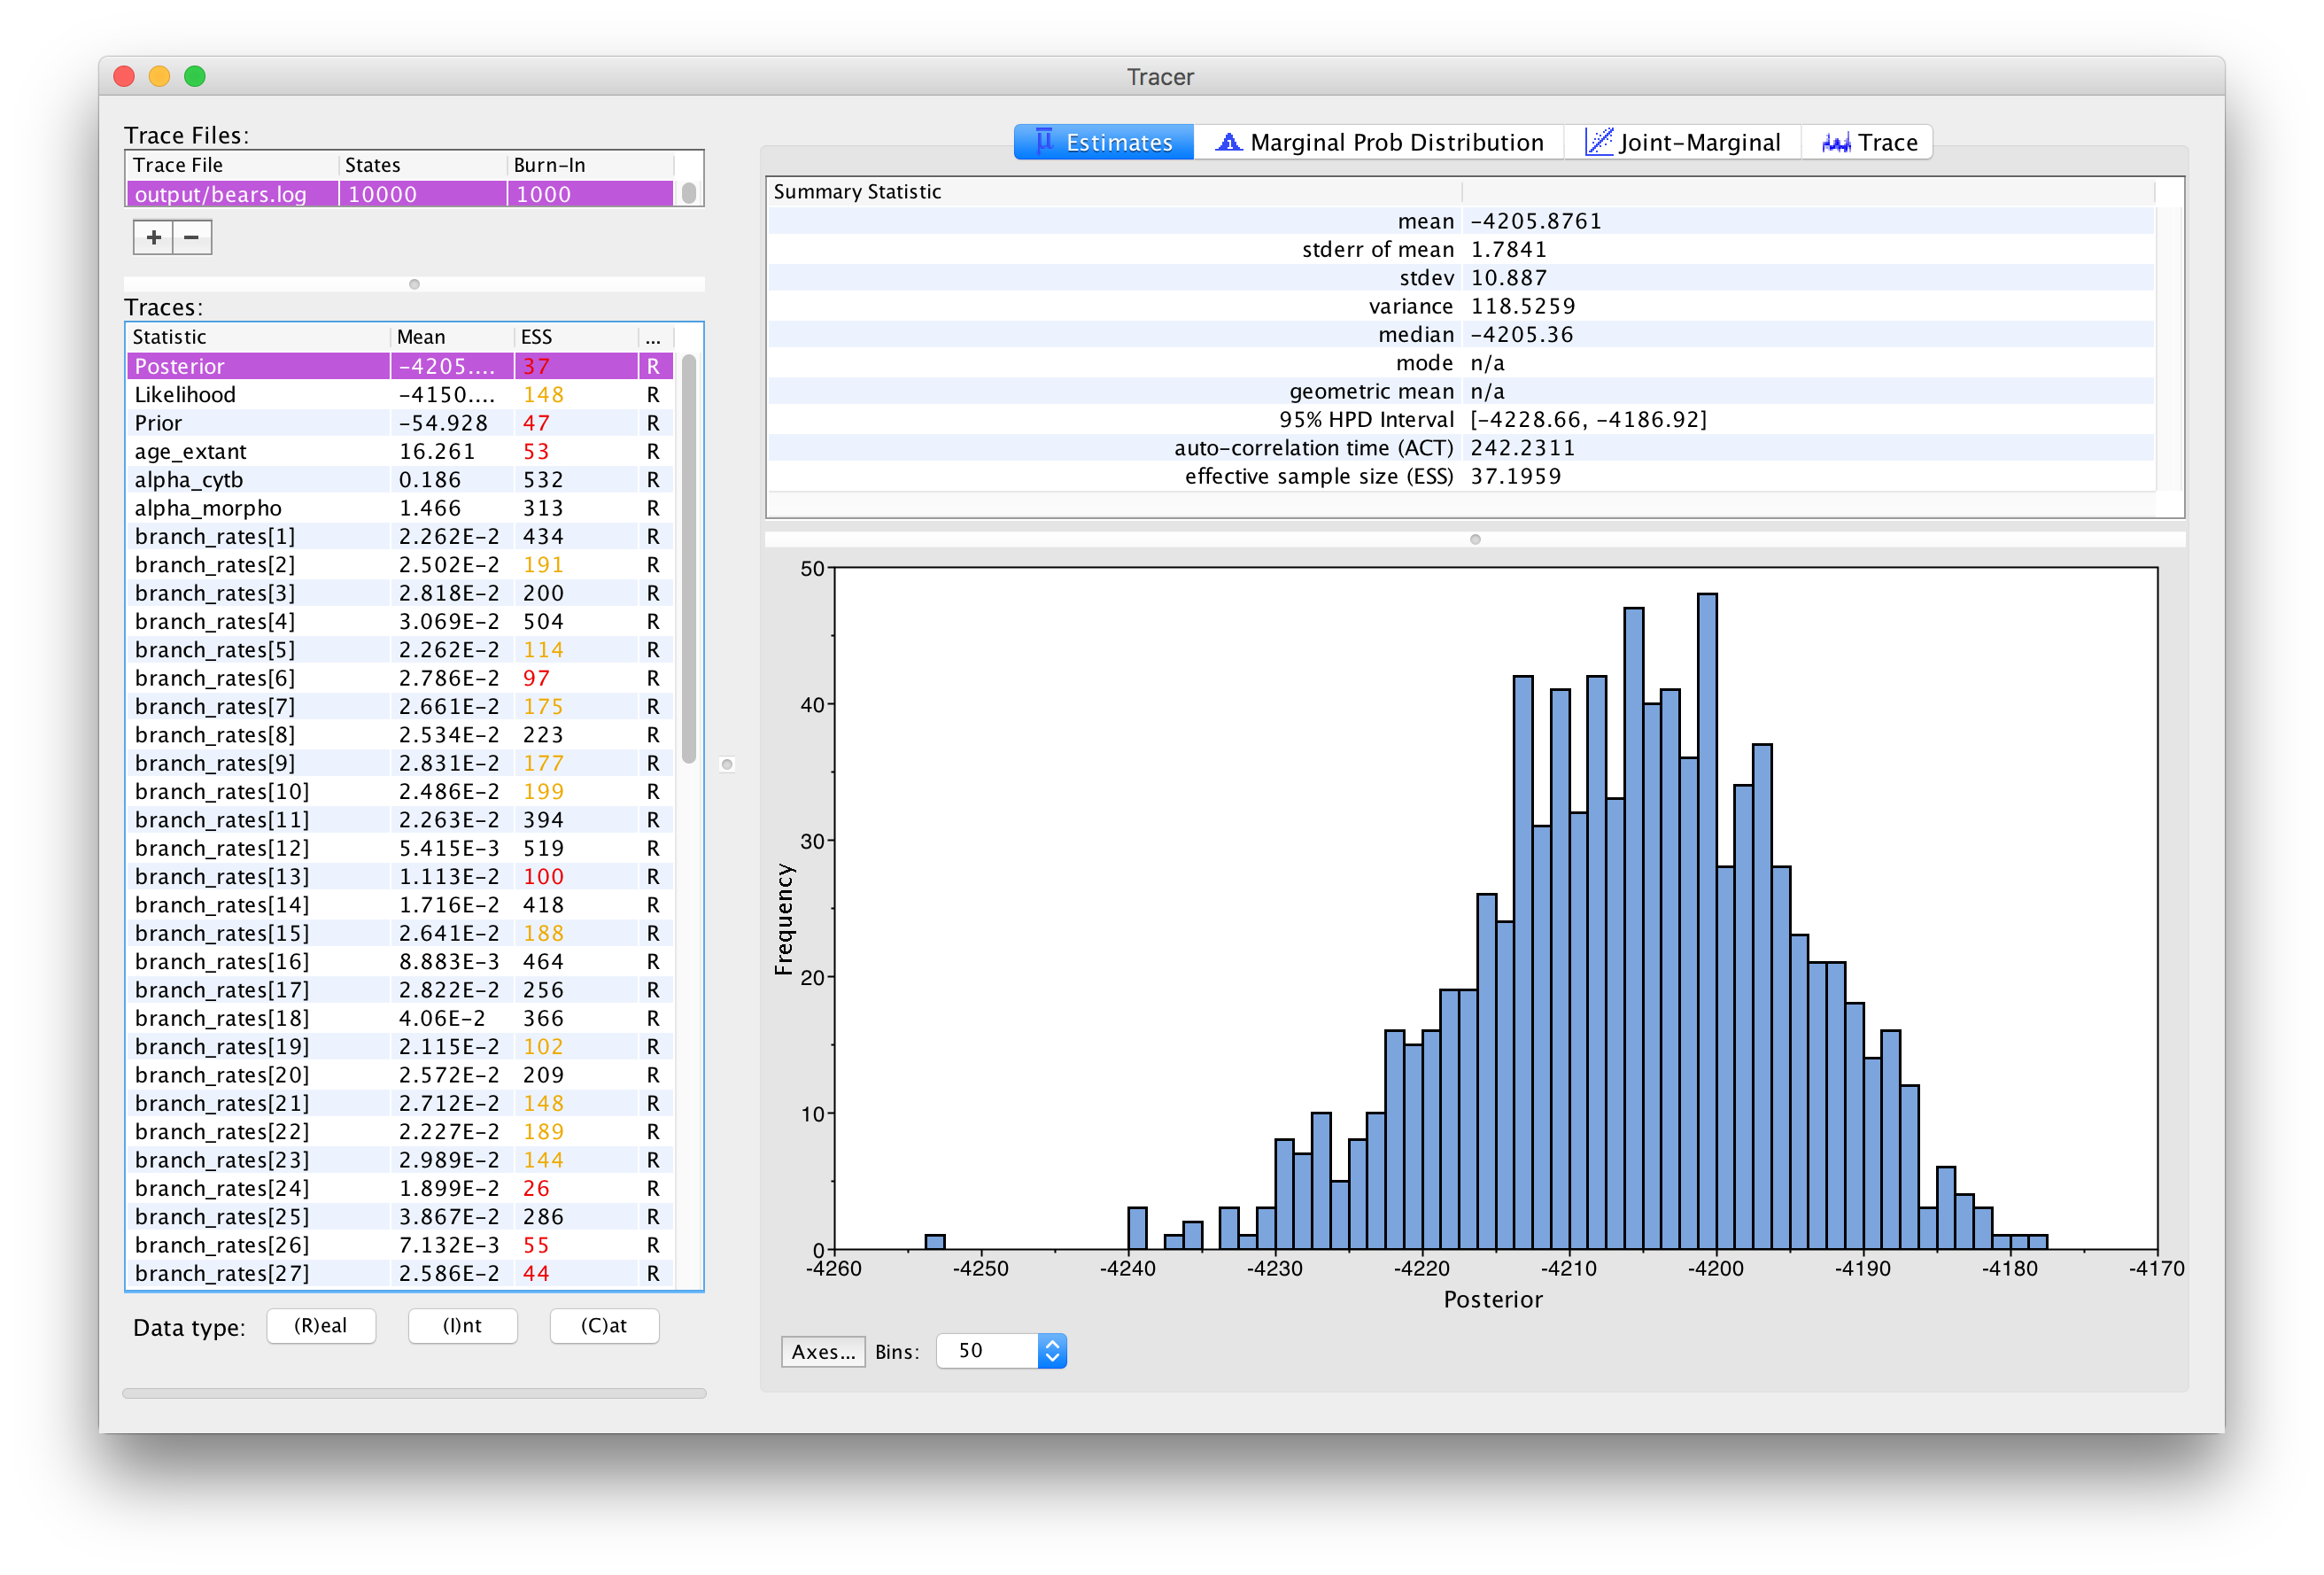 Tracer
Trace Files:
Trace File States Burn-In
output/bears.log 10000 1000
+ −
Traces:
Statistic Mean ESS ...
Posterior -4205.... 37 R
Likelihood -4150.... 148 R
Prior -54.928 47 R
age_extant 16.261 53 R
alpha_cytb 0.186 532 R
alpha_morpho 1.466 313 R
branch_rates[1] 2.262E-2 434 R
branch_rates[2] 2.502E-2 191 R
branch_rates[3] 2.818E-2 200 R
branch_rates[4] 3.069E-2 504 R
branch_rates[5] 2.262E-2 114 R
branch_rates[6] 2.786E-2 97 R
branch_rates[7] 2.661E-2 175 R
branch_rates[8] 2.534E-2 223 R
branch_rates[9] 2.831E-2 177 R
branch_rates[10] 2.486E-2 199 R
branch_rates[11] 2.263E-2 394 R
branch_rates[12] 5.415E-3 519 R
branch_rates[13] 1.113E-2 100 R
branch_rates[14] 1.716E-2 418 R
branch_rates[15] 2.641E-2 188 R
branch_rates[16] 8.883E-3 464 R
branch_rates[17] 2.822E-2 256 R
branch_rates[18] 4.06E-2 366 R
branch_rates[19] 2.115E-2 102 R
branch_rates[20] 2.572E-2 209 R
branch_rates[21] 2.712E-2 148 R
branch_rates[22] 2.227E-2 189 R
branch_rates[23] 2.989E-2 144 R
branch_rates[24] 1.899E-2 26 R
branch_rates[25] 3.867E-2 286 R
branch_rates[26] 7.132E-3 55 R
branch_rates[27] 2.586E-2 44 R
Data type: (R)eal (I)nt (C)at
Estimates Marginal Prob Distribution Joint-Marginal Trace
Summary Statistic
mean -4205.8761
stderr of mean 1.7841
stdev 10.887
variance 118.5259
median -4205.36
mode n/a
geometric mean n/a
95% HPD Interval [-4228.66, -4186.92]
auto-correlation time (ACT) 242.2311
effective sample size (ESS) 37.1959
50
40
30
20
10
0
Frequency
-4260 -4250 -4240 -4230 -4220 -4210 -4200 -4190 -4180 -4170
Posterior
Axes... Bins: 50